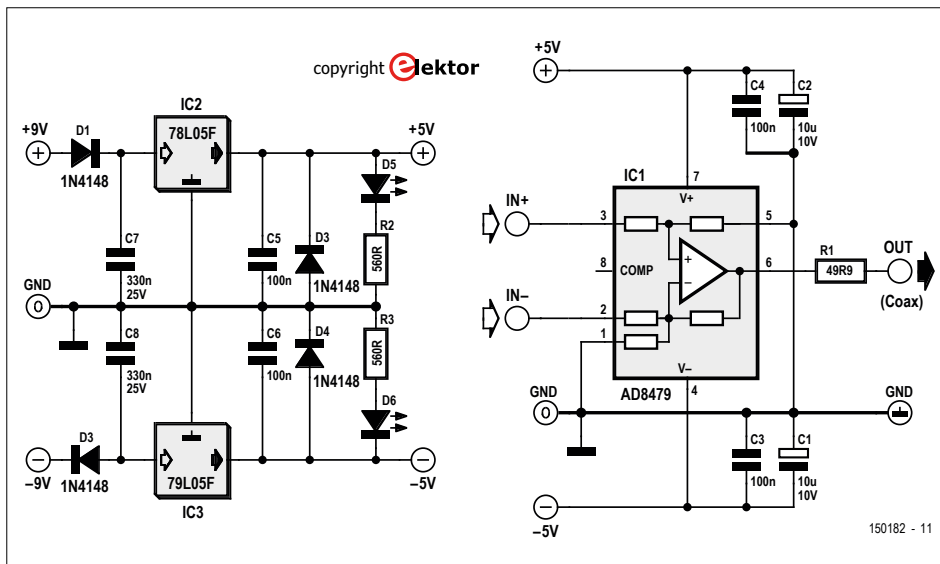 copyright elektor
+9V
D1
1N4148
IC2
78L05F
+5V
D5
R2
560R
C7
330n
25V
C5
100n
D3
1N4148
GND
0
C8
330n
25V
C6
100n
D4
1N4148
R3
560R
D6
D3
1N4148
–9V
79L05F
IC3
–5V
+5V
C4
100n
C2
10u
10V
IC1
7
V+
IN+
3
5
8
COMP
6
R1
49R9
OUT
(Coax)
IN–
2
1
V–
4
AD8479
GND
0
GND
C3
100n
C1
10u
10V
–5V
150182 - 11